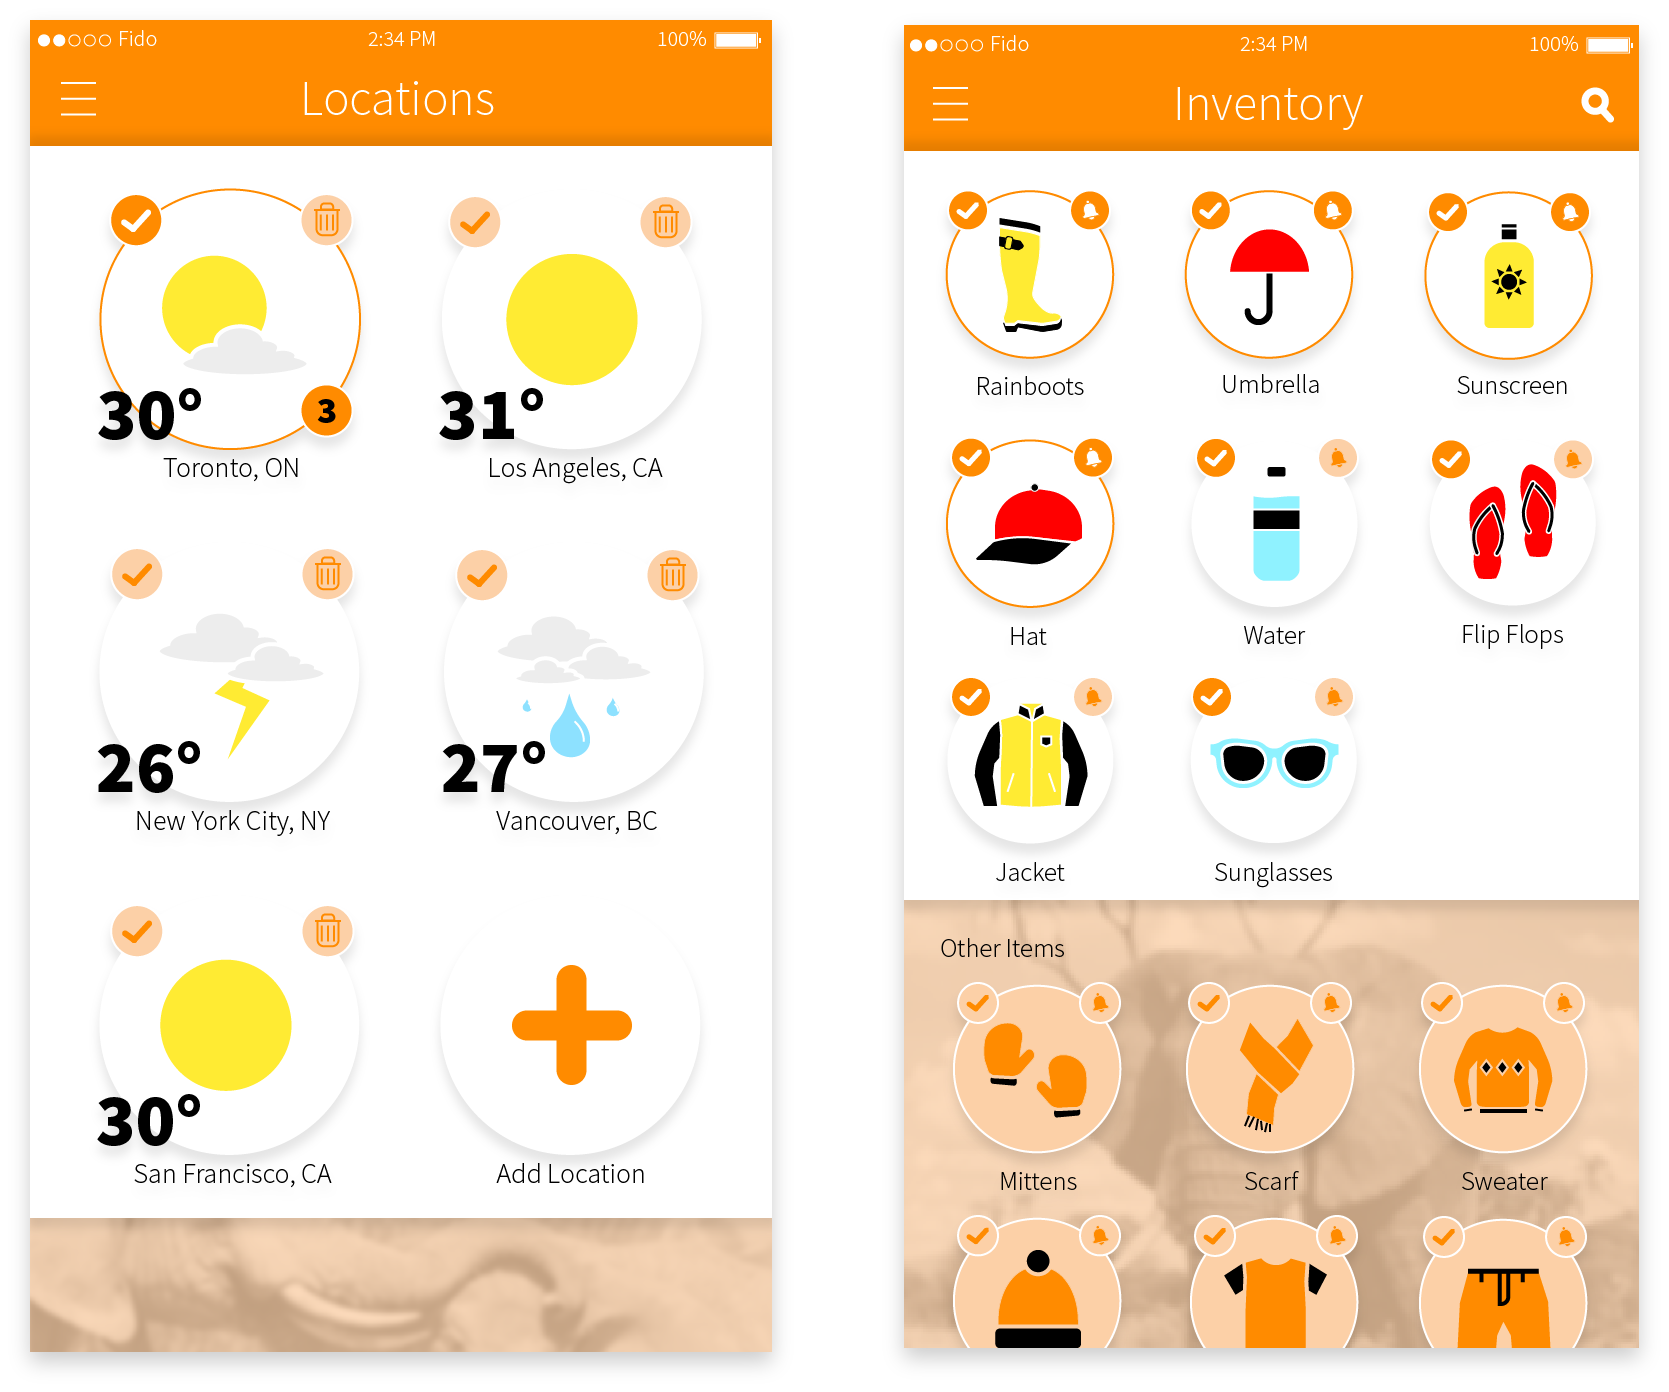 Fido 2:34 PM 100%
Locations
30° 3
Toronto, ON
31°
Los Angeles, CA
26°
New York City, NY
27°
Vancouver, BC
30°
San Francisco, CA
Add Location
Fido 2:34 PM 100%
Inventory
Rainboots
Umbrella
Sunscreen
Hat
Water
Flip Flops
Jacket
Sunglasses
Other Items
Mittens
Scarf
Sweater